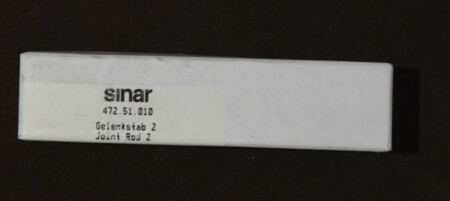 sinar
472.51.010
Gelenkstab 2
Joint Rod 2